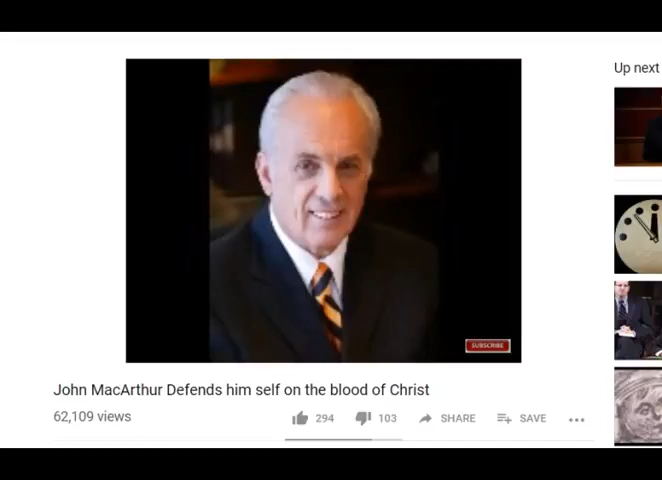 Up next
SUBSCRIBE
John MacArthur Defends him self on the blood of Christ
62,109 views
294 103 SHARE SAVE